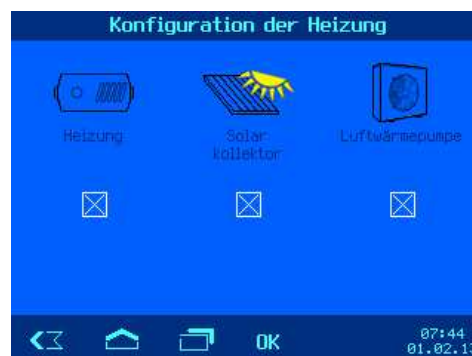 Konfiguration der Heizung
Heizung
Solar
kollektor
Luftwärmepumpe
OK
07:44
01.02.1